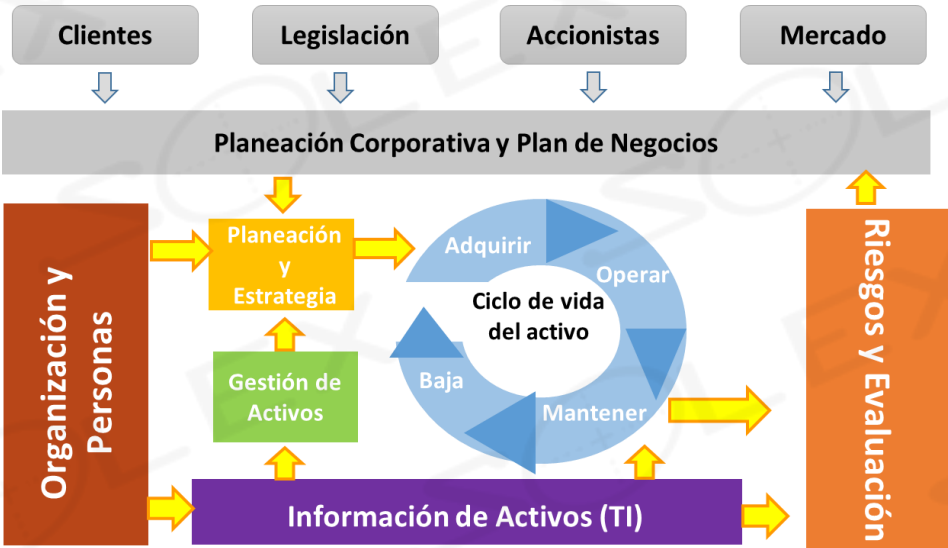 Clientes
Legislación
Accionistas
Mercado
Planeación Corporativa y Plan de Negocios
Organización y
Personas
Planeación
y
Estrategia
Gestión de
Activos
Adquirir
Operar
Mantener
Baja
Ciclo de vida
del activo
Información de Activos (TI)
Riesgos y Evaluación
SOLEX